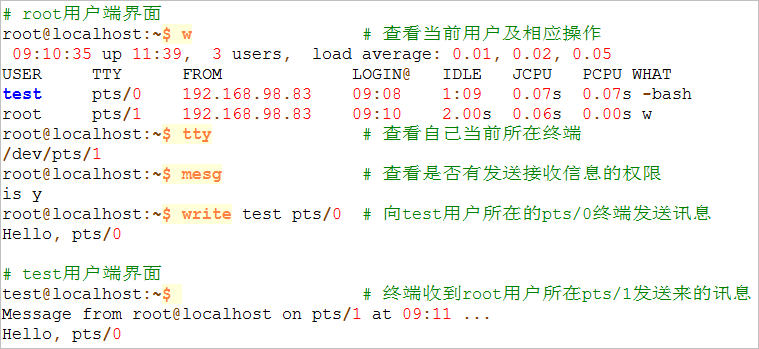 # root用户端界面
root@localhost:~$ w                 # 查看当前用户及相应操作
 09:10:35 up 11:39,  3 users,  load average: 0.01, 0.02, 0.05
USER     TTY      FROM             LOGIN@   IDLE   JCPU   PCPU WHAT
test     pts/0    192.168.98.83    09:08    1:09   0.07s  0.07s -bash
root     pts/1    192.168.98.83    09:10    2.00s  0.06s  0.00s w
root@localhost:~$ tty               # 查看自己当前所在终端
/dev/pts/1
root@localhost:~$ mesg              # 查看是否有发送接收信息的权限
is y
root@localhost:~$ write test pts/0  # 向test用户所在的pts/0终端发送讯息
Hello, pts/0

# test用户端界面
test@localhost:~$                   # 终端收到root用户所在pts/1发送来的讯息
Message from root@localhost on pts/1 at 09:11 ...
Hello, pts/0